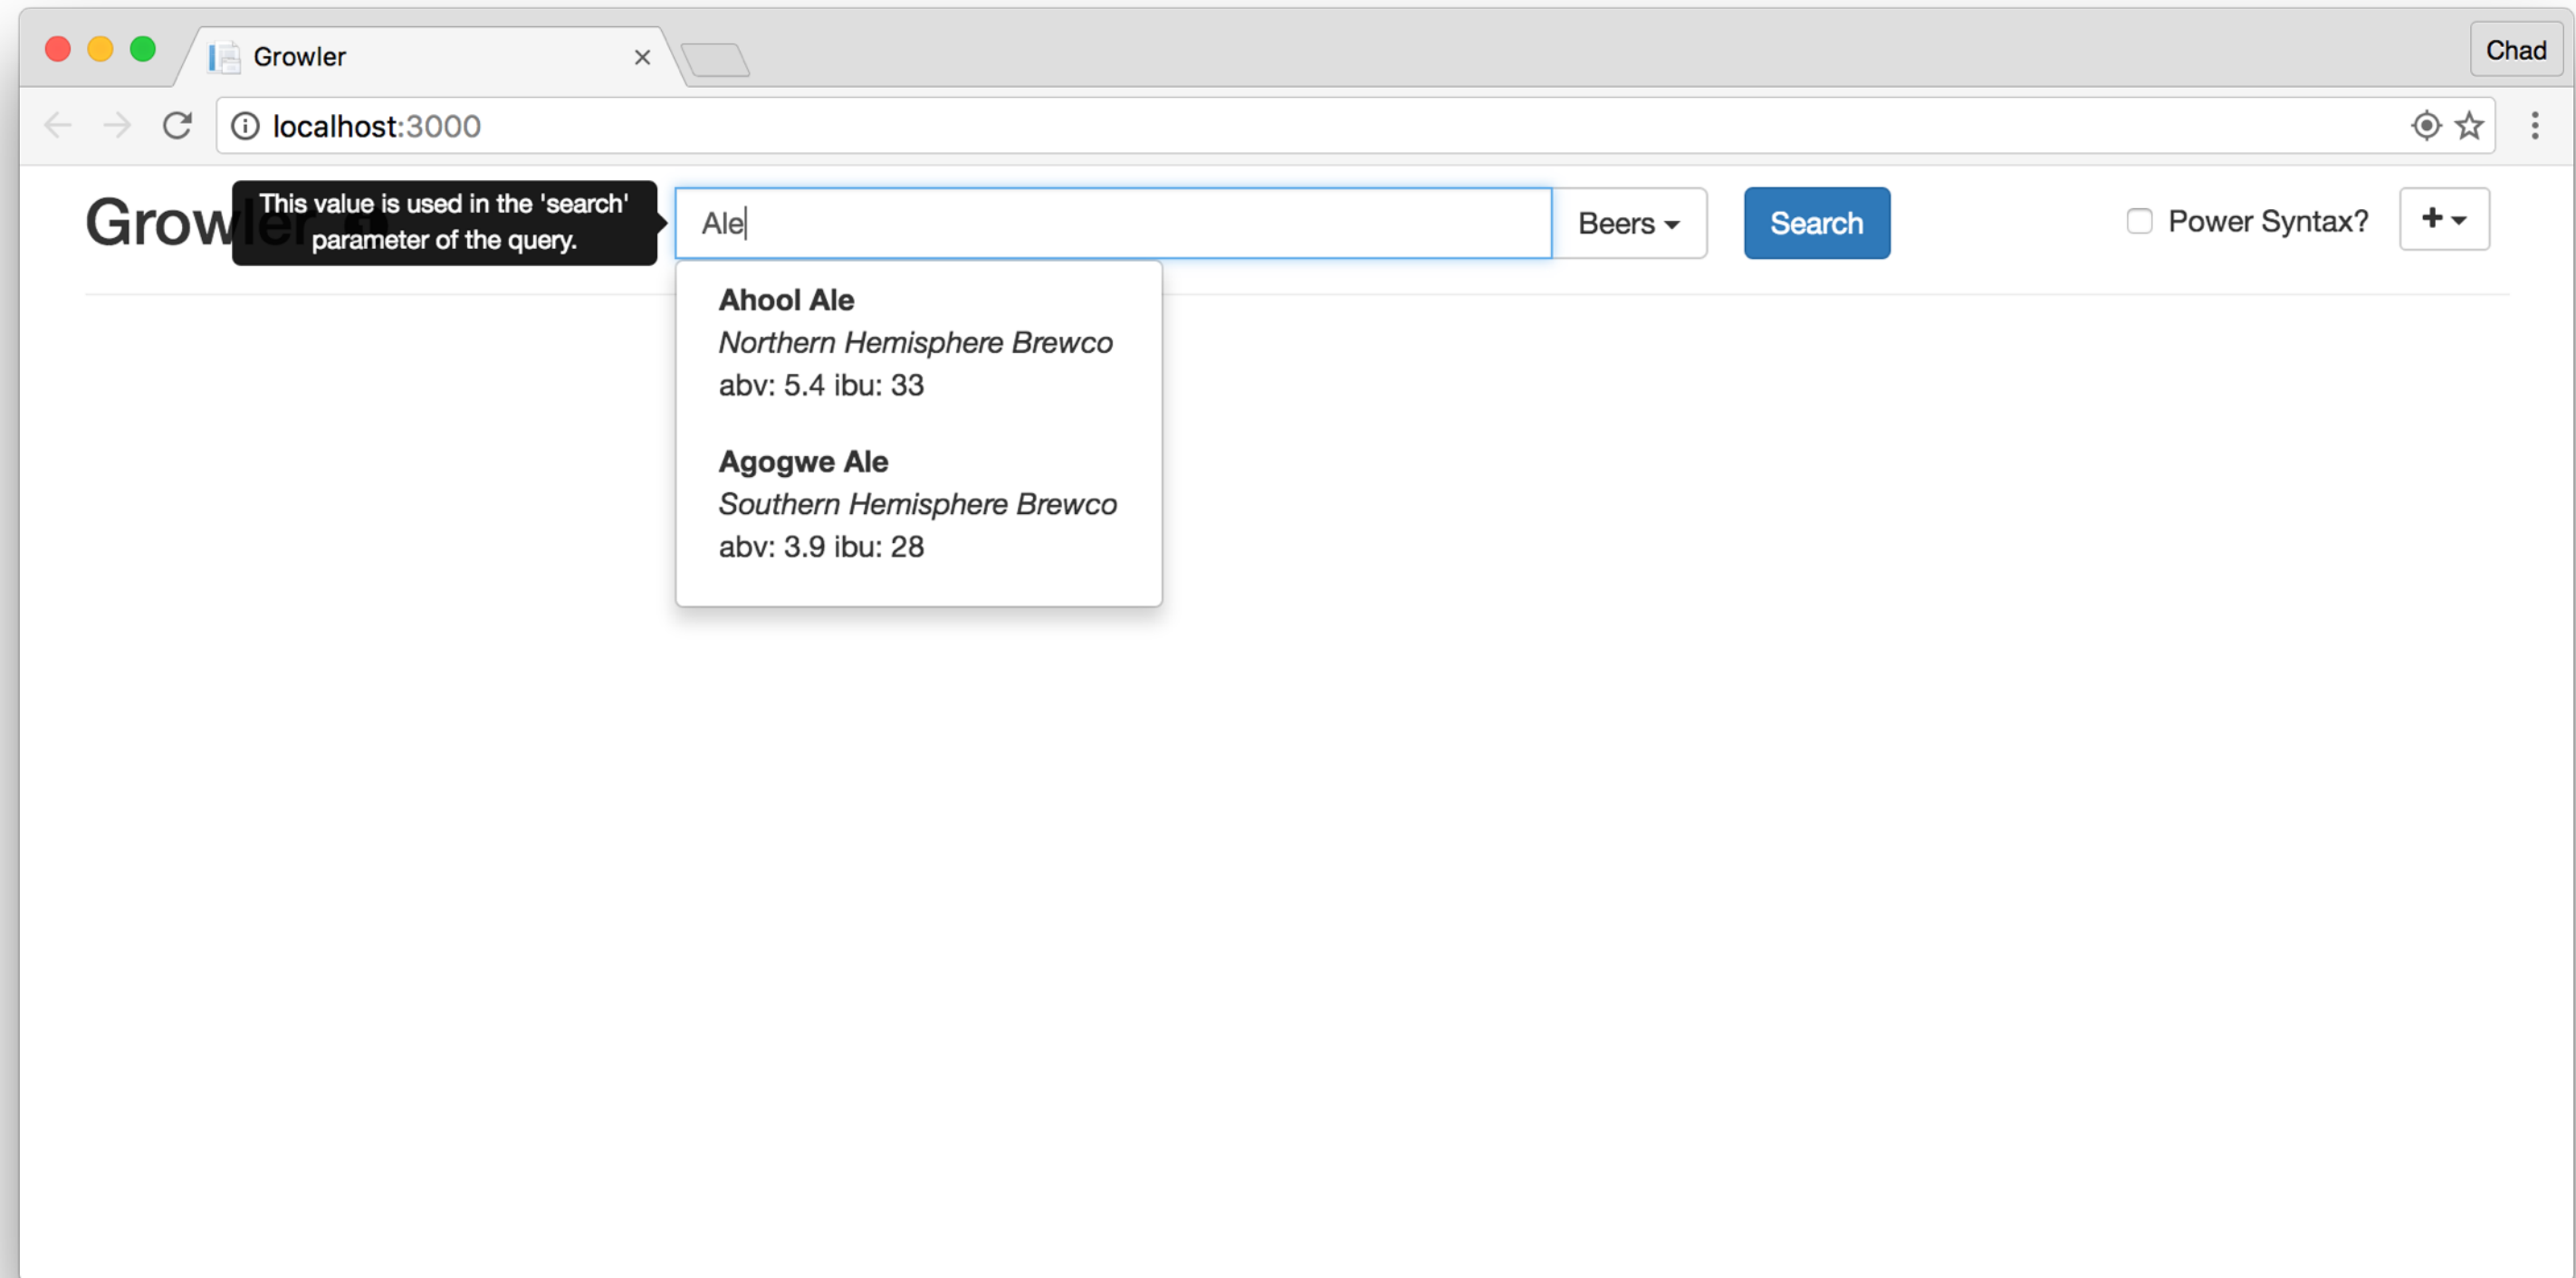 Growler
Chad
localhost:3000
Growler
This value is used in the 'search'
parameter of the query.
Ale
Beers
Search
Power Syntax?
+
Ahool Ale
Northern Hemisphere Brewco
abv: 5.4 ibu: 33
Agogwe Ale
Southern Hemisphere Brewco
abv: 3.9 ibu: 28